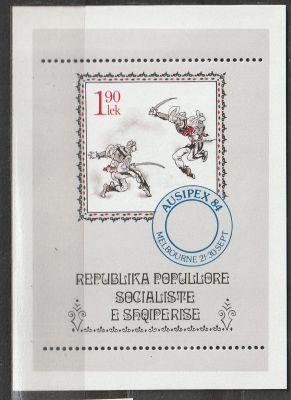 1 90
lek
AUSIPEX 84
MELBOURNE 21-30 SEPT
REPUBLIKA POPULLORE
SOCIALISTE
E SHQIPERISE